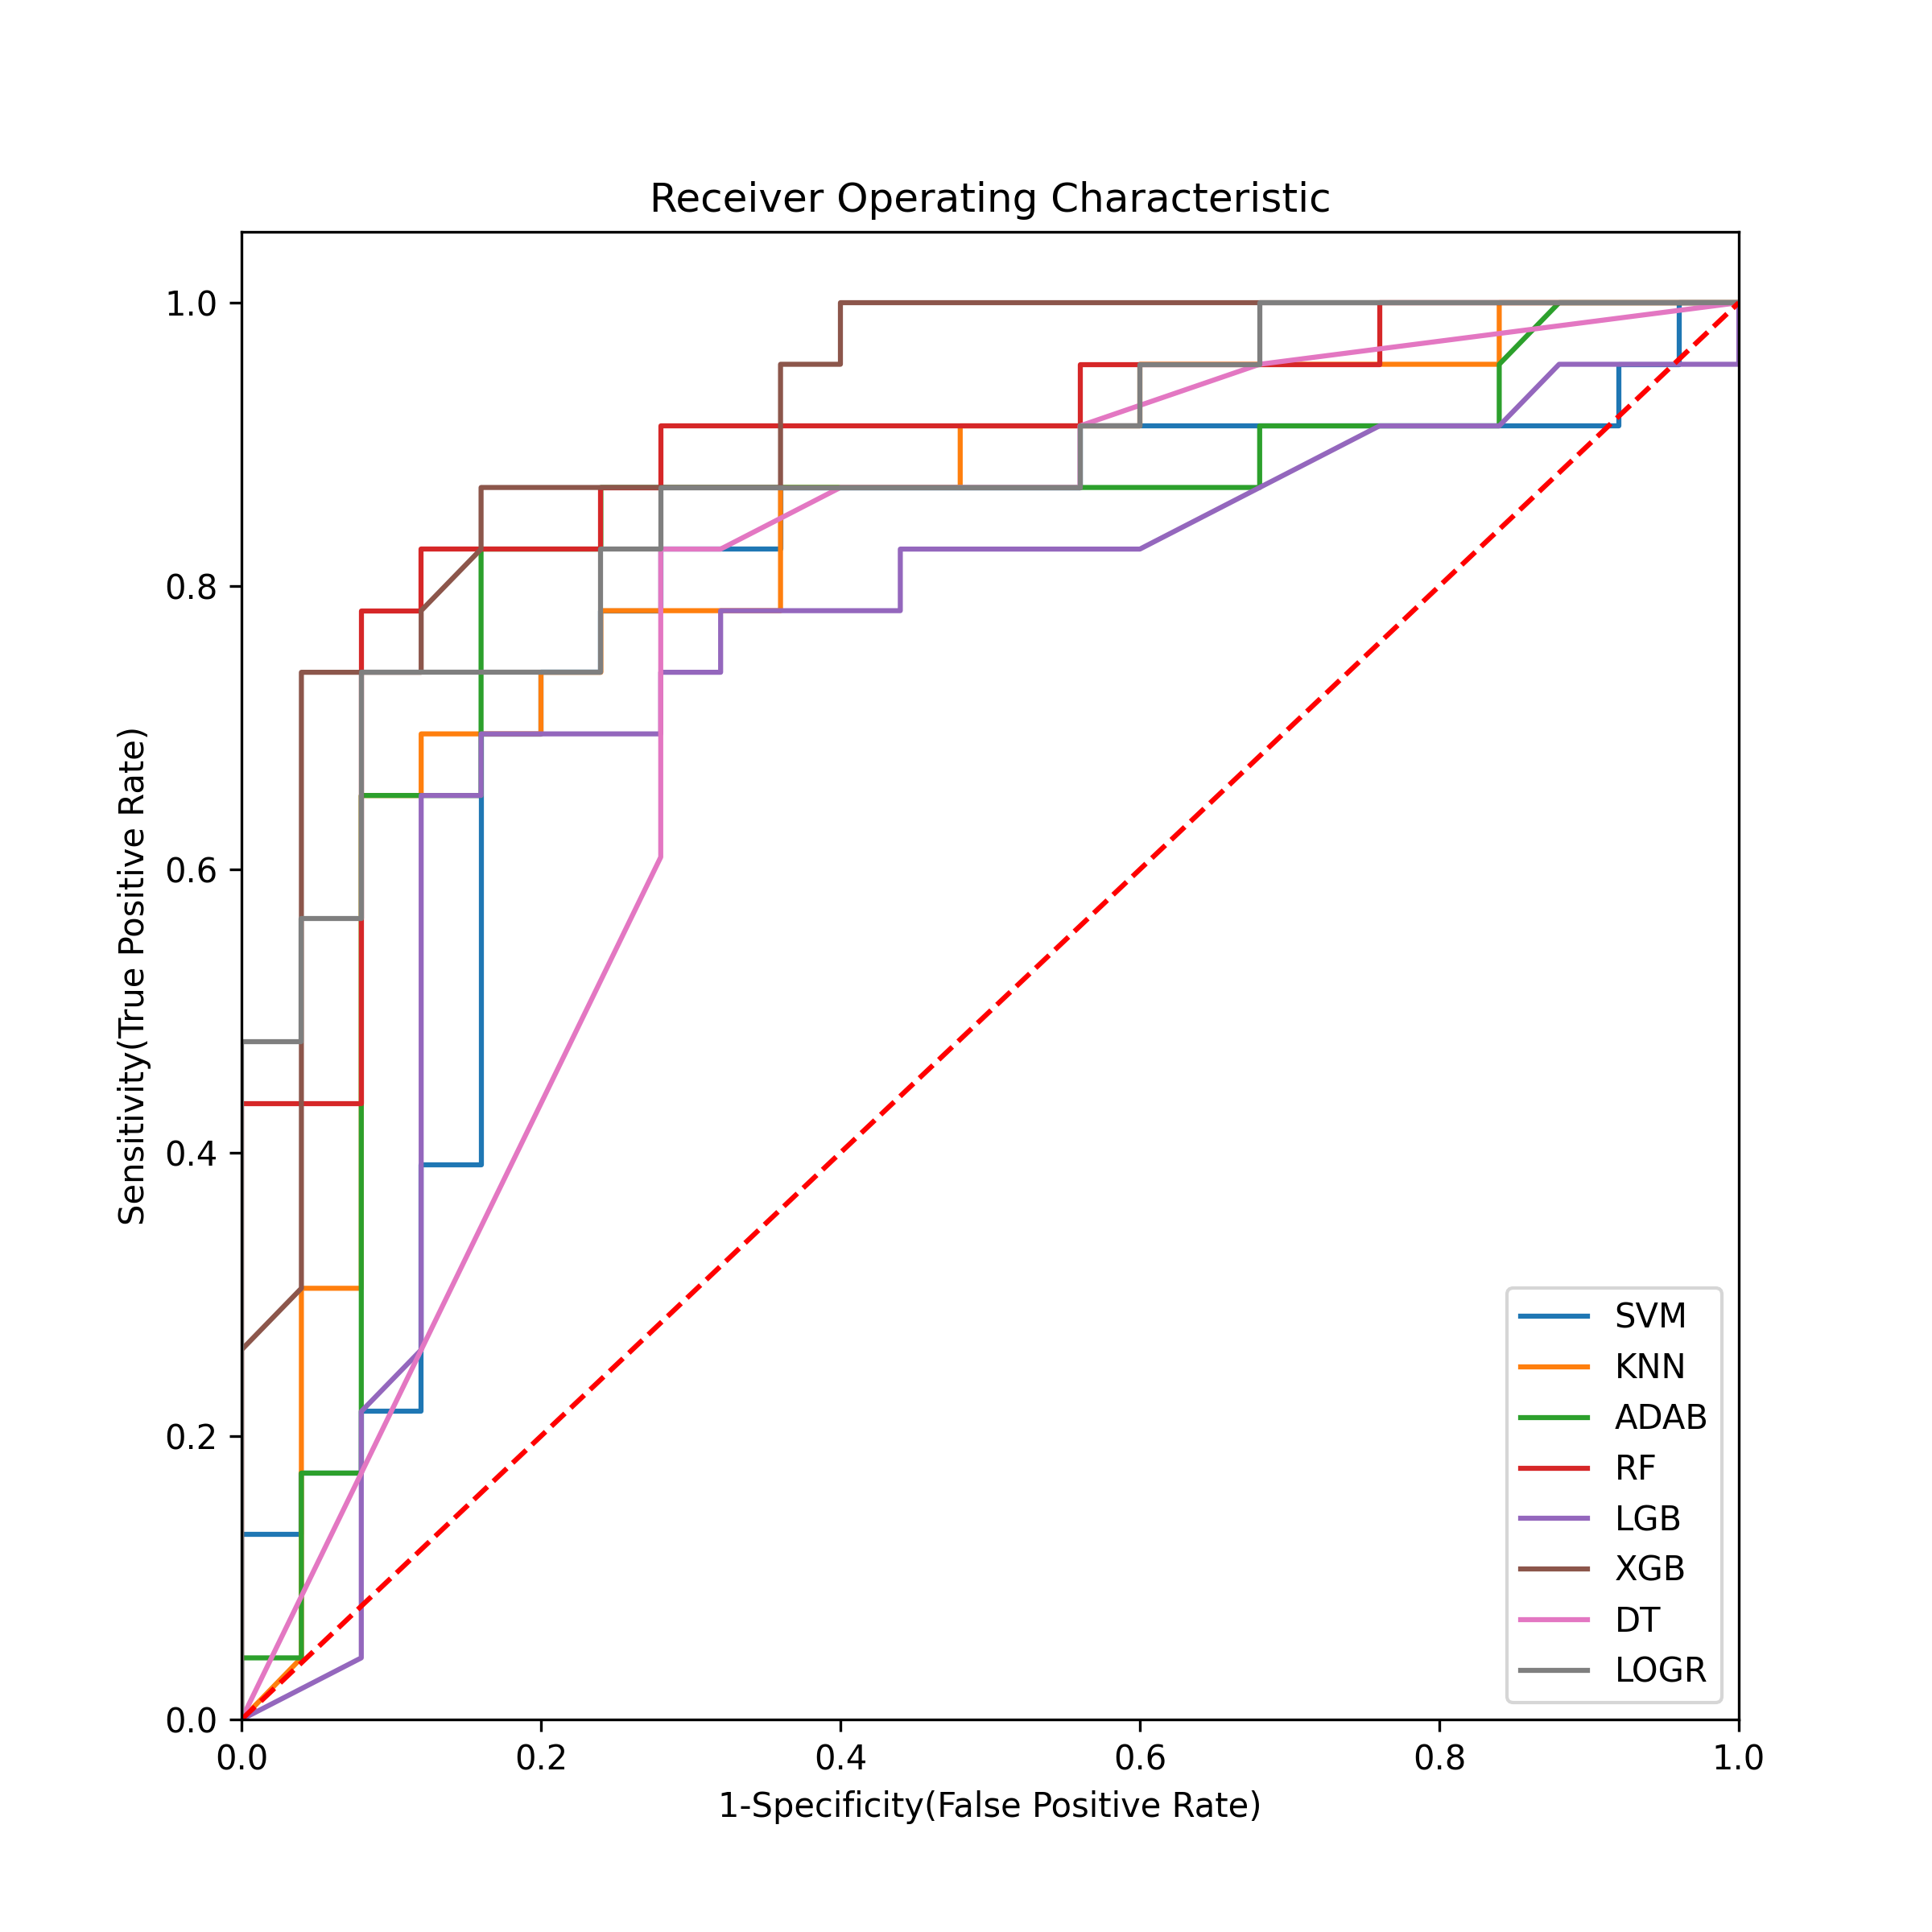 Receiver Operating Characteristic
1.0
0.8
0.6
0.4
0.2
0.0
Sensitivity(True Positive Rate)
0.0 0.2 0.4 0.6 0.8 1.0
1-Specificity(False Positive Rate)
SVM
KNN
ADAB
RF
LGB
XGB
DT
LOGR